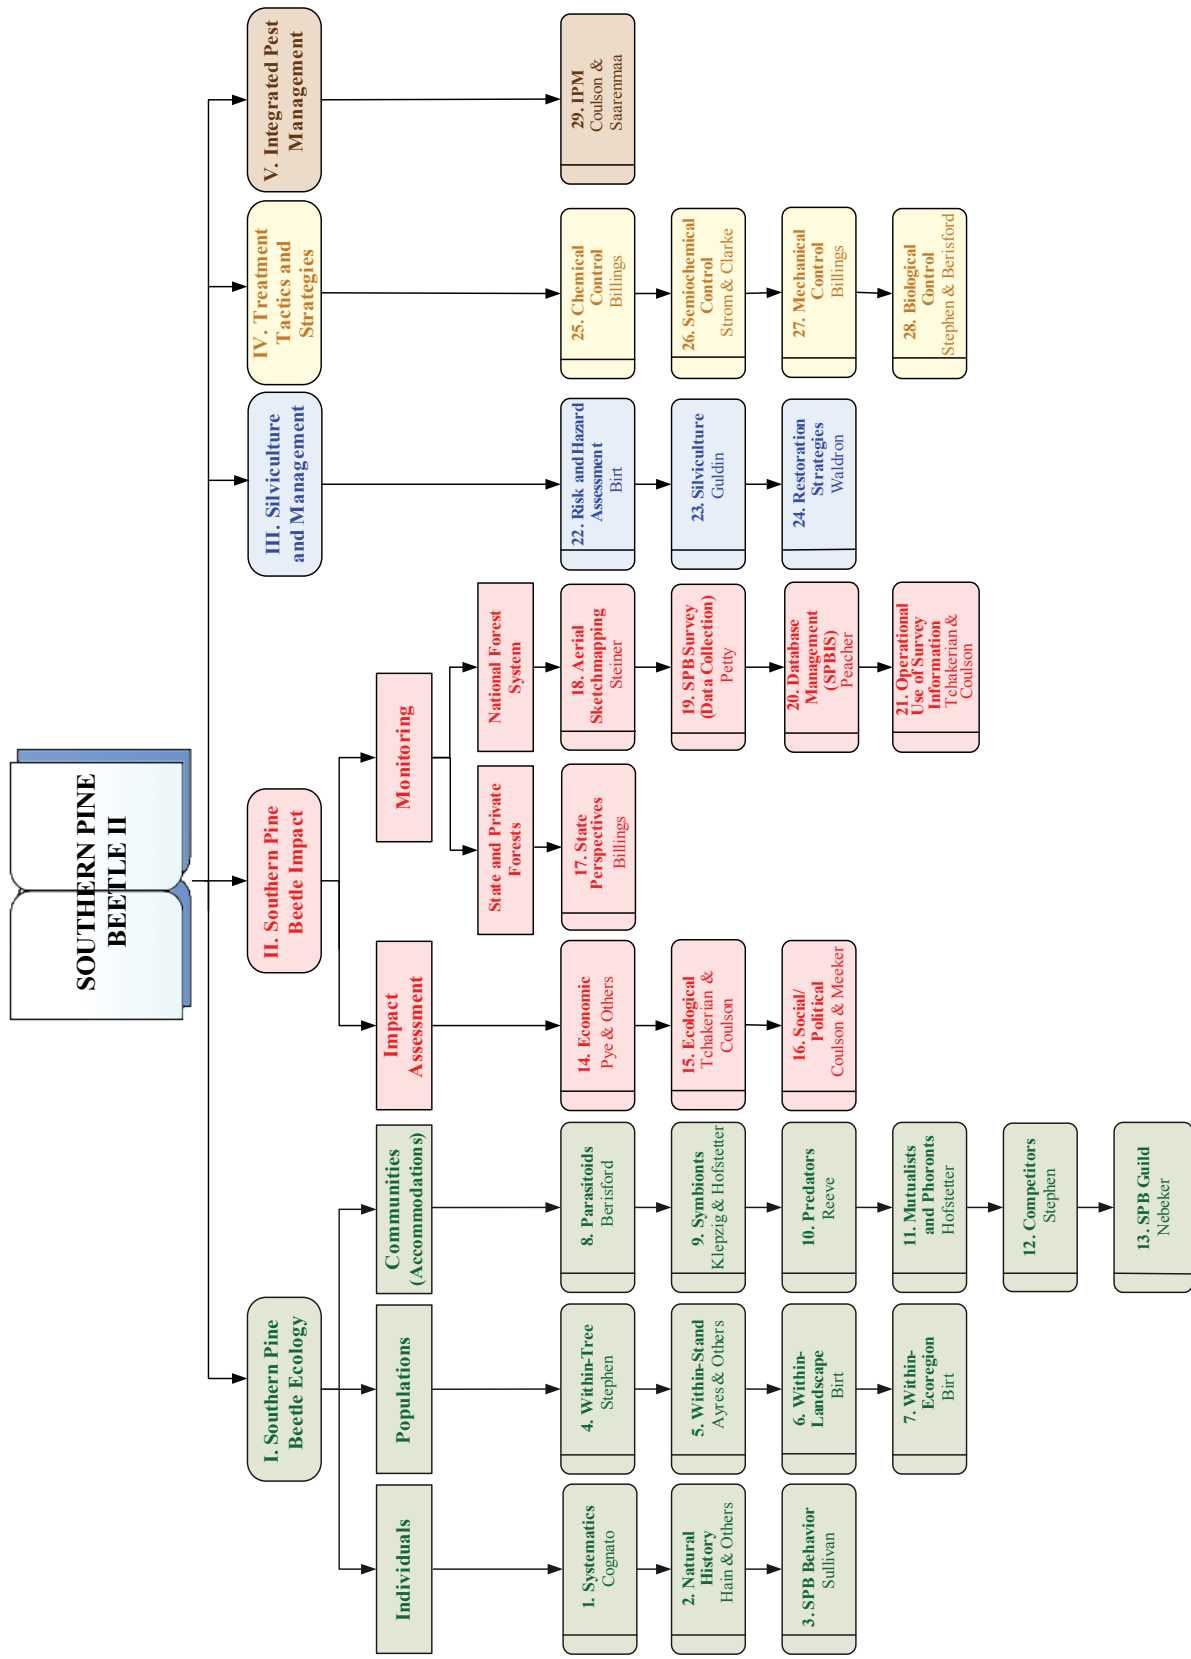 SOUTHERN PINE
BEETLE II
I. Southern Pine
Beetle Ecology
Individuals
1. Systematics
Cognato
2. Natural
History
Hain & Others
3. SPB Behavior
Sullivan
Populations
4. Within-Tree
Stephen
5. Within-Stand
Ayres & Others
6. Within-
Landscape
Birt
7. Within-
Ecoregion
Birt
Communities
(Accommodations)
8. Parasitoids
Berisford
9. Symbionts
Klepzig & Hofstetter
10. Predators
Reeve
11. Mutualists
and Phoronts
Hofstetter
12. Competitors
Stephen
13. SPB Guild
Nebeker
II. Southern Pine
Beetle Impact
Impact
Assessment
14. Economic
Pye & Others
15. Ecological
Tchakerian &
Coulson
16. Social/
Political
Coulson & Meeker
Monitoring
State and Private
Forests
17. State
Perspectives
Billings
National Forest
System
18. Aerial
Sketchmapping
Steiner
19. SPB Survey
(Data Collection)
Petty
20. Database
Management
(SPBIS)
Peacher
21. Operational
Use of Survey
Information
Tchakerian &
Coulson
III. Silviculture
and Management
22. Risk and Hazard
Assessment
Birt
23. Silviculture
Guldin
24. Restoration
Strategies
Waldron
IV. Treatment
Tactics and
Strategies
25. Chemical
Control
Billings
26. Semiochemical
Control
Strom & Clarke
27. Mechanical
Control
Billings
28. Biological
Control
Stephen & Berisford
V. Integrated Pest
Management
29. IPM
Coulson &
Saarenmaa